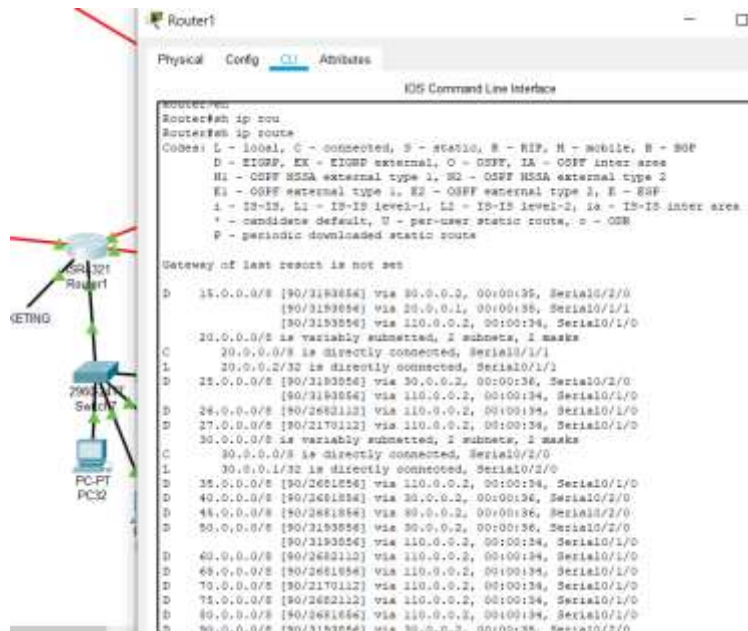 Router1
Physical Config CLI Attributes
IOS Command Line Interface
Router>en
Router#sh ip rou
Router#sh ip route
Codes: L - local, C - connected, S - static, R - RIP, M - mobile, B - BGP
D - EIGRP, EX - EIGRP external, O - OSPF, IA - OSPF inter area
N1 - OSPF NSSA external type 1, N2 - OSPF NSSA external type 2
E1 - OSPF external type 1, E2 - OSPF external type 2, E - EGP
i - IS-IS, L1 - IS-IS level-1, L2 - IS-IS level-2, ia - IS-IS inter area
* - candidate default, U - per-user static route, o - ODR
P - periodic downloaded static route
Gateway of last resort is not set
D 15.0.0.0/8 [90/3193856] via 30.0.0.2, 00:00:35, Serial0/2/0
[90/3193856] via 20.0.0.1, 00:00:35, Serial0/1/1
[90/3193856] via 110.0.0.2, 00:00:34, Serial0/1/0
20.0.0.0/8 is variably subnetted, 2 subnets, 2 masks
C 20.0.0.0/8 is directly connected, Serial0/1/1
L 20.0.0.2/32 is directly connected, Serial0/1/1
D 25.0.0.0/8 [90/3193856] via 30.0.0.2, 00:00:36, Serial0/2/0
[90/3193856] via 110.0.0.2, 00:00:34, Serial0/1/0
D 26.0.0.0/8 [90/2682112] via 110.0.0.2, 00:00:34, Serial0/1/0
D 27.0.0.0/8 [90/2170112] via 110.0.0.2, 00:00:34, Serial0/1/0
30.0.0.0/8 is variably subnetted, 2 subnets, 2 masks
C 30.0.0.0/8 is directly connected, Serial0/2/0
L 30.0.0.1/32 is directly connected, Serial0/2/0
D 35.0.0.0/8 [90/2681856] via 110.0.0.2, 00:00:34, Serial0/1/0
D 40.0.0.0/8 [90/2681856] via 30.0.0.2, 00:00:36, Serial0/2/0
D 45.0.0.0/8 [90/2681856] via 30.0.0.2, 00:00:36, Serial0/2/0
D 50.0.0.0/8 [90/3193856] via 30.0.0.2, 00:00:36, Serial0/2/0
[90/3193856] via 110.0.0.2, 00:00:34, Serial0/1/0
D 60.0.0.0/8 [90/2682112] via 110.0.0.2, 00:00:34, Serial0/1/0
D 65.0.0.0/8 [90/2681856] via 110.0.0.2, 00:00:34, Serial0/1/0
D 70.0.0.0/8 [90/2170112] via 110.0.0.2, 00:00:34, Serial0/1/0
D 75.0.0.0/8 [90/2682112] via 110.0.0.2, 00:00:34, Serial0/1/0
D 80.0.0.0/8 [90/2681856] via 110.0.0.2, 00:00:34, Serial0/1/0
D 90.0.0.0/8 [90/3193856] via 30.0.0.2, 00:00:35, Serial0/2/0
Router1
KETING
PC-PT
PC32